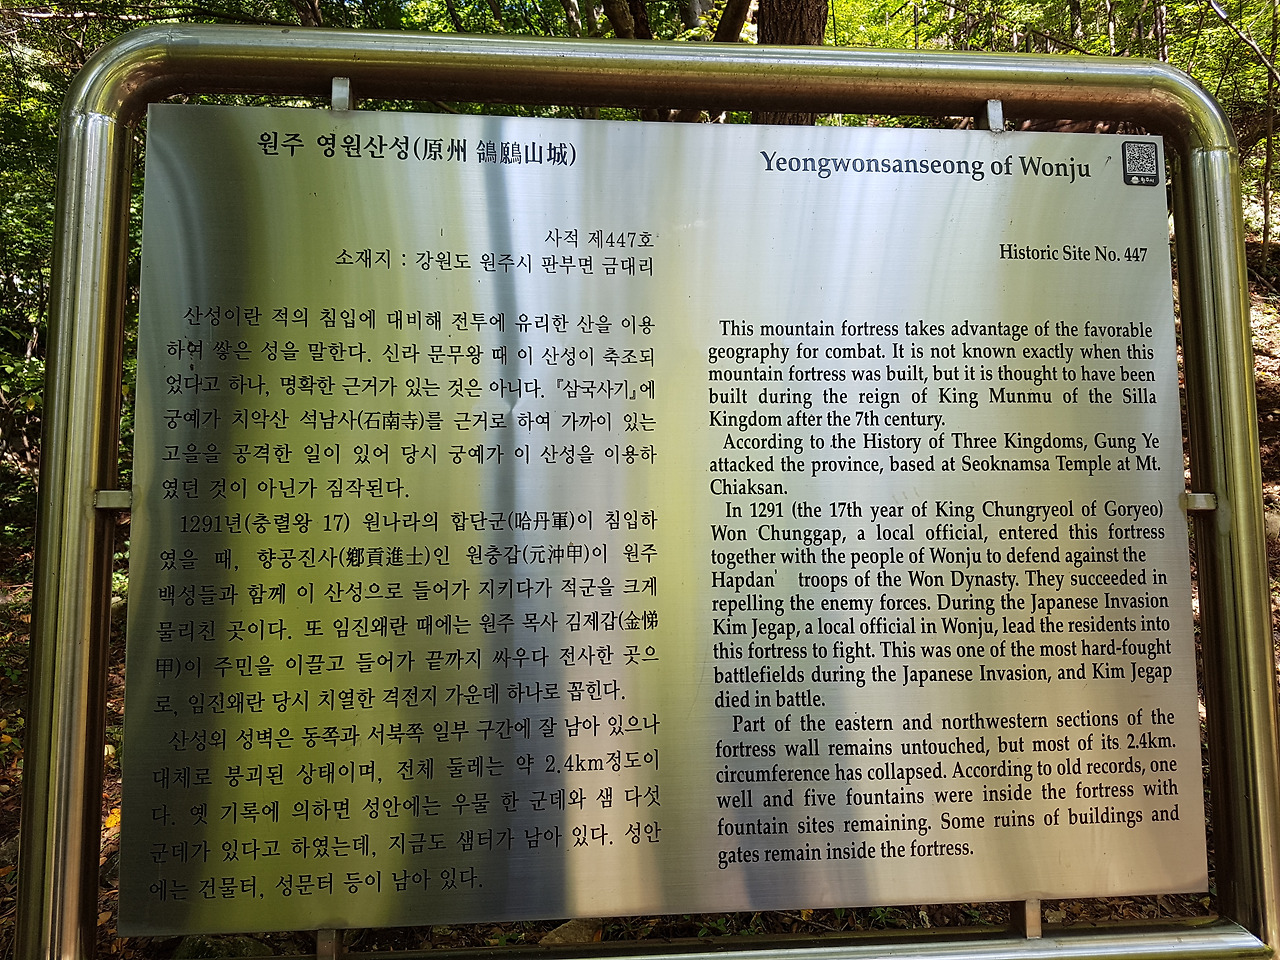 원주 영원산성(原州 鴒鶢山城)
사적 제447호
소재지 : 강원도 원주시 판부면 금대리
산성이란 적의 침입에 대비해 전투에 유리한 산을 이용
하여 쌓은 성을 말한다. 신라 문무왕 때 이 산성이 축조되
었다고 하나, 명확한 근거가 있는 것은 아니다. 『삼국사기』에
궁예가 치악산 석남사(石南寺)를 근거로 하여 가까이 있는
고을을 공격한 일이 있어 당시 궁예가 이 산성을 이용하
였던 것이 아닌가 짐작된다.
1291년(충렬왕 17) 원나라의 합단군(哈丹軍)이 침입하
였을 때, 향공진사(鄕貢進士)인 원충갑(元沖甲)이 원주
백성들과 함께 이 산성으로 들어가 지키다가 적군을 크게
물리친 곳이다. 또 임진왜란 때에는 원주 목사 김제갑(金悌
甲)이 주민을 이끌고 들어가 끝까지 싸우다 전사한 곳으
로, 임진왜란 당시 치열한 격전지 가운데 하나로 꼽힌다.
산성의 성벽은 동쪽과 서북쪽 일부 구간에 잘 남아 있으나
대체로 붕괴된 상태이며, 전체 둘레는 약 2.4km정도이
다. 옛 기록에 의하면 성안에는 우물 한 군데와 샘 다섯
군데가 있다고 하였는데, 지금도 샘터가 남아 있다. 성안
에는 건물터, 성문터 등이 남아 있다.
Yeongwonsanseong of Wonju
원주시
Historic Site No. 447
This mountain fortress takes advantage of the favorable
geography for combat. It is not known exactly when this
mountain fortress was built, but it is thought to have been
built during the reign of King Munmu of the Silla
Kingdom after the 7th century.
According to the History of Three Kingdoms, Gung Ye
attacked the province, based at Seoknamsa Temple at Mt.
Chiaksan.
In 1291 (the 17th year of King Chungryeol of Goryeo)
Won Chunggap, a local official, entered this fortress
together with the people of Wonju to defend against the
Hapdan' troops of the Won Dynasty. They succeeded in
repelling the enemy forces. During the Japanese Invasion
Kim Jegap, a local official in Wonju, lead the residents into
this fortress to fight. This was one of the most hard-fought
battlefields during the Japanese Invasion, and Kim Jegap
died in battle.
Part of the eastern and northwestern sections of the
fortress wall remains untouched, but most of its 2.4km.
circumference has collapsed. According to old records, one
well and five fountains were inside the fortress with
fountain sites remaining. Some ruins of buildings and
gates remain inside the fortress.